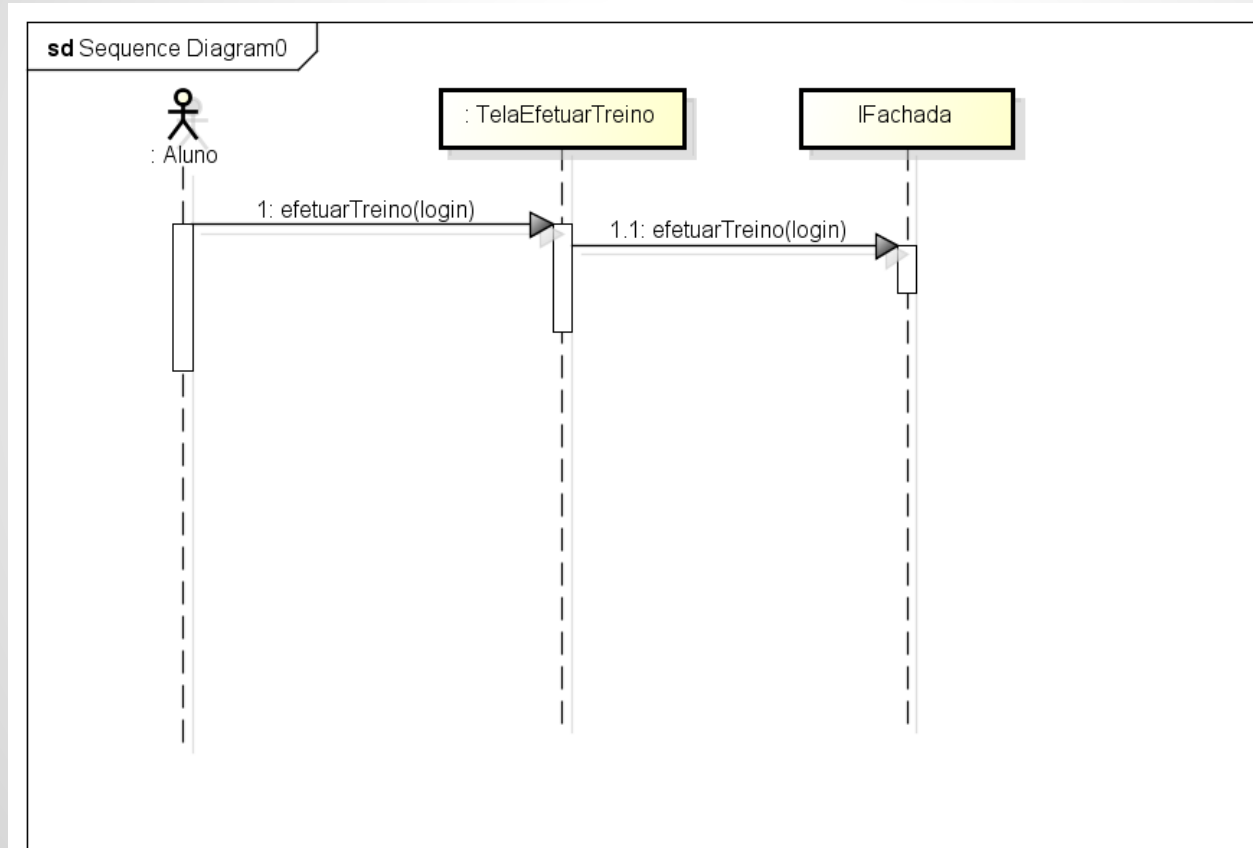 sd Sequence Diagram0
: Aluno
: TelaEfetuarTreino
IFachada
1: efetuarTreino(login)
1.1: efetuarTreino(login)